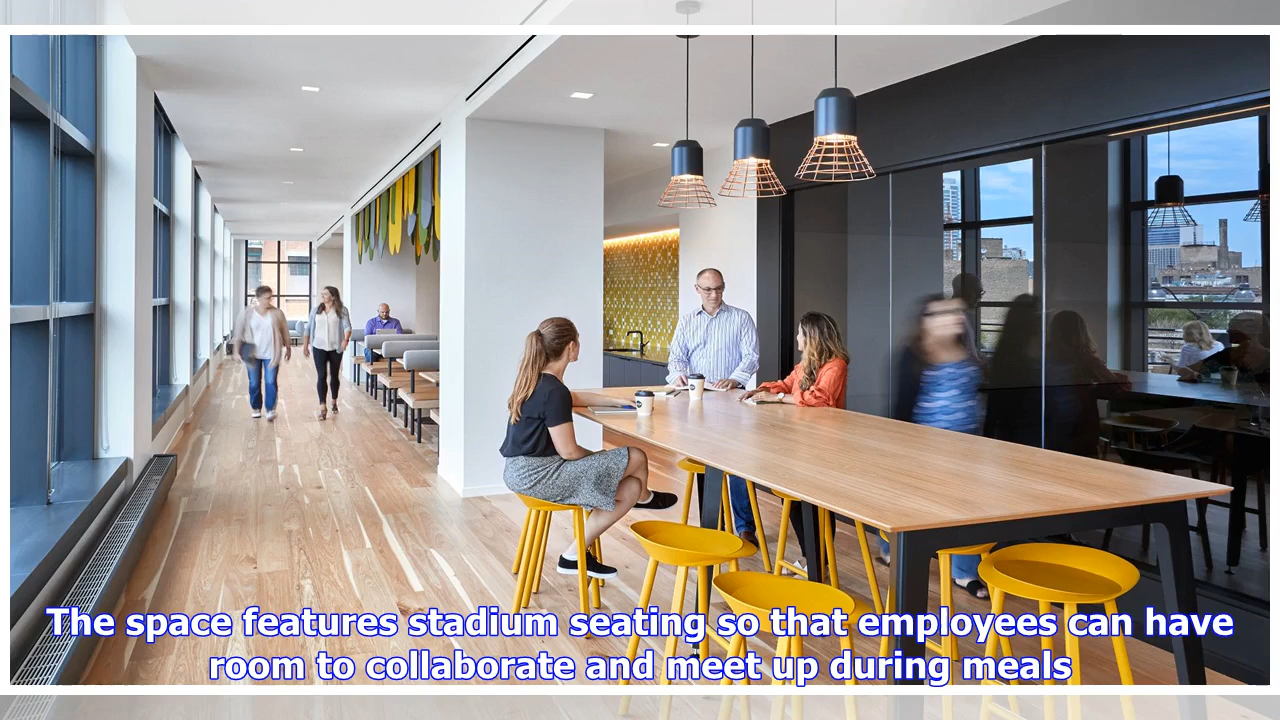 The space features stadium seating so that employees can have
room to collaborate and meet up during meals